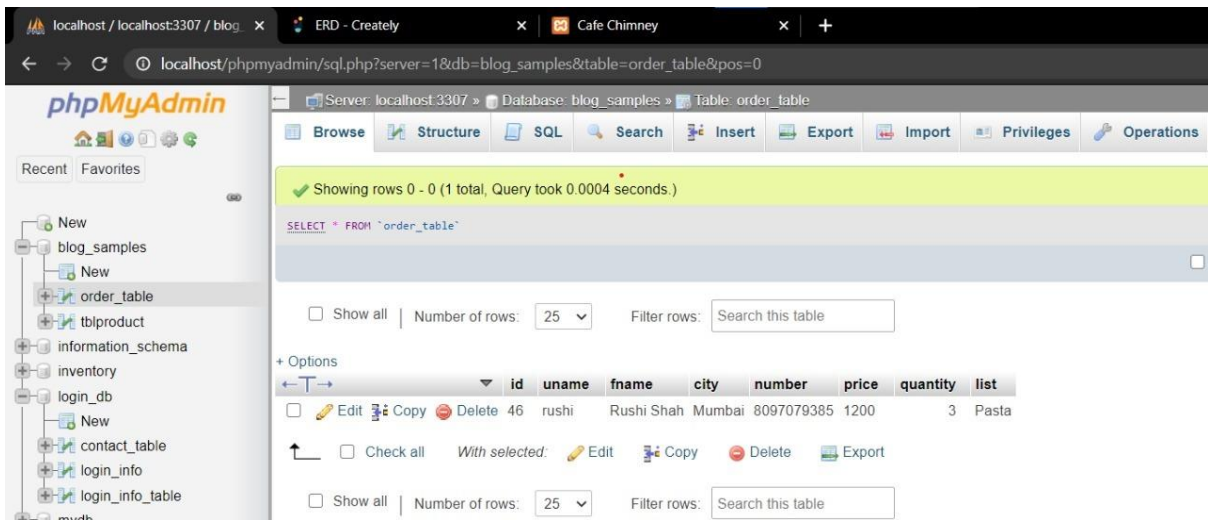 localhost / localhost:3307 / blog_
ERD - Creately
Cafe Chimney
localhost/phpmyadmin/sql.php?server=1&db=blog_samples&table=order_table&pos=0
phpMyAdmin
Recent Favorites
New
blog_samples
New
order_table
tblproduct
information_schema
inventory
login_db
New
contact_table
login_info
login_info_table
mydb
Server: localhost:3307 » Database: blog_samples » Table: order_table
Browse Structure SQL Search Insert Export Import Privileges Operations
Showing rows 0 - 0 (1 total, Query took 0.0004 seconds.)
SELECT * FROM `order_table`
Show all | Number of rows: 25 Filter rows: Search this table
+ Options
←T→ id uname fname city number price quantity list
Edit Copy Delete 46 rushi Rushi Shah Mumbai 8097079385 1200 3 Pasta
Check all With selected: Edit Copy Delete Export
Show all | Number of rows: 25 Filter rows: Search this table